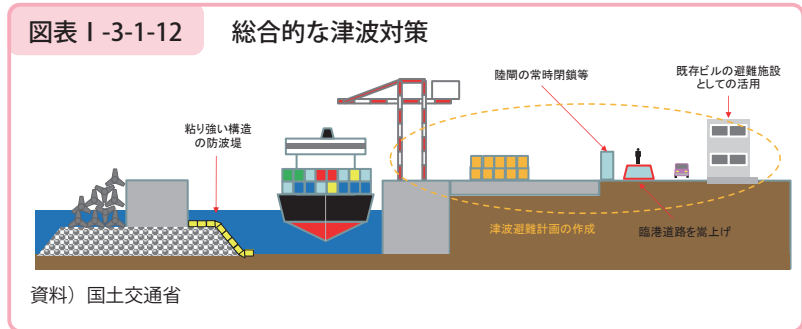 図表Ⅰ-3-1-12 総合的な津波対策
陸閘の常時閉鎖等
既存ビルの避難施設
としての活用
粘り強い構造
の防波堤
津波避難計画の作成
臨港道路を嵩上げ
資料）国土交通省